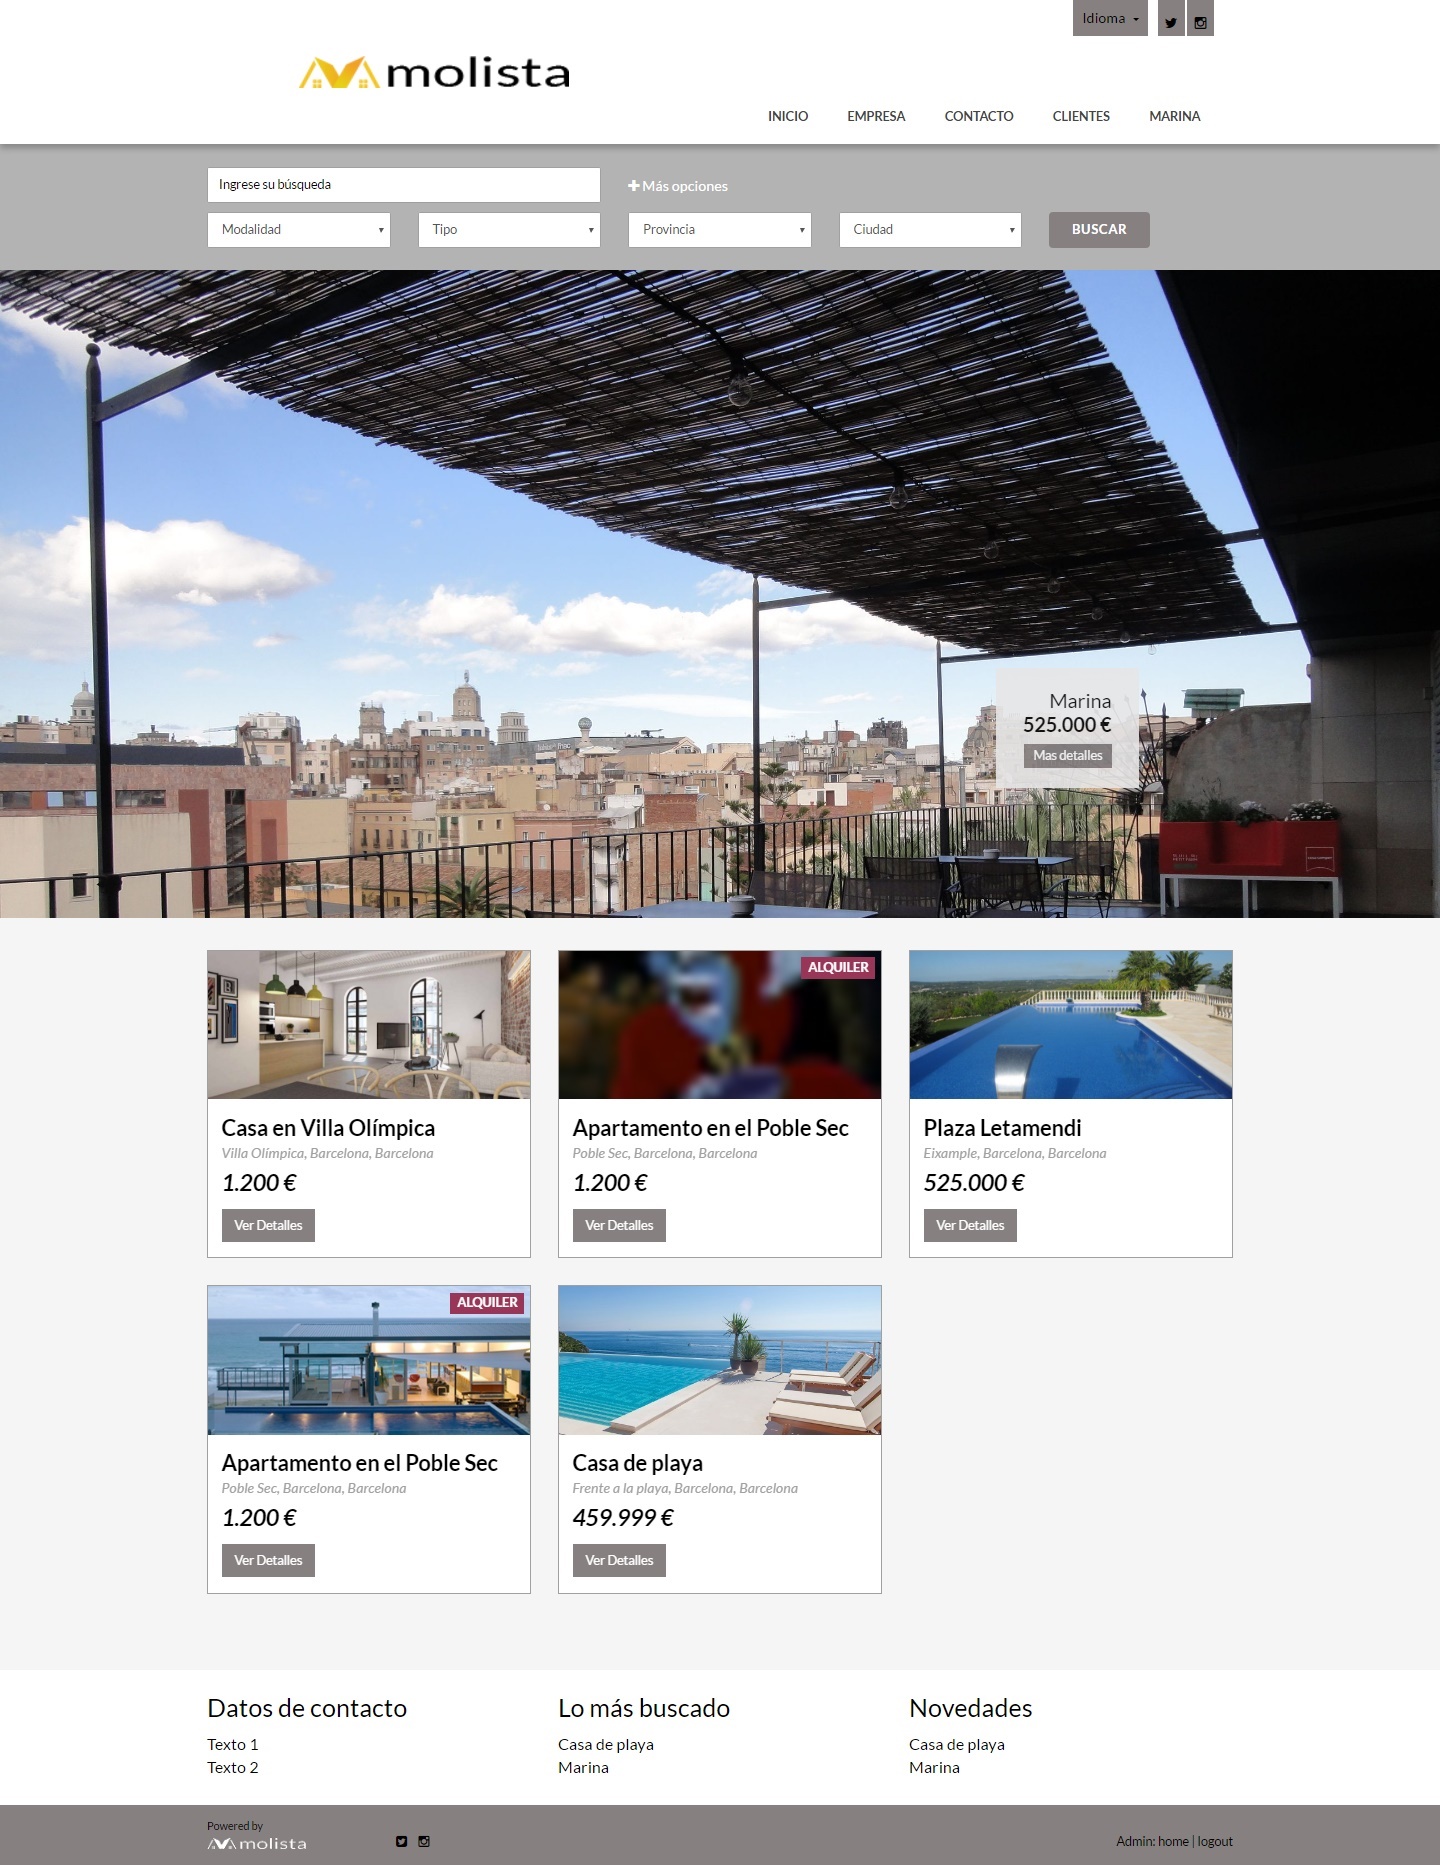 Idioma
molista
INICIO EMPRESA CONTACTO CLIENTES MARINA
Ingrese su búsqueda
Más opciones
Modalidad Tipo Provincia Ciudad BUSCAR
Marina
525.000 €
Mas detalles
ALQUILER
Casa en Villa Olímpica
Villa Olímpica, Barcelona, Barcelona
1.200 €
Ver Detalles
Apartamento en el Poble Sec
Poble Sec, Barcelona, Barcelona
1.200 €
Ver Detalles
Plaza Letamendi
Eixample, Barcelona, Barcelona
525.000 €
Ver Detalles
ALQUILER
Apartamento en el Poble Sec
Poble Sec, Barcelona, Barcelona
1.200 €
Ver Detalles
Casa de playa
Frente a la playa, Barcelona, Barcelona
459.999 €
Ver Detalles
Datos de contacto
Texto 1
Texto 2
Lo más buscado
Casa de playa
Marina
Novedades
Casa de playa
Marina
Powered by
molista
Admin: home | logout